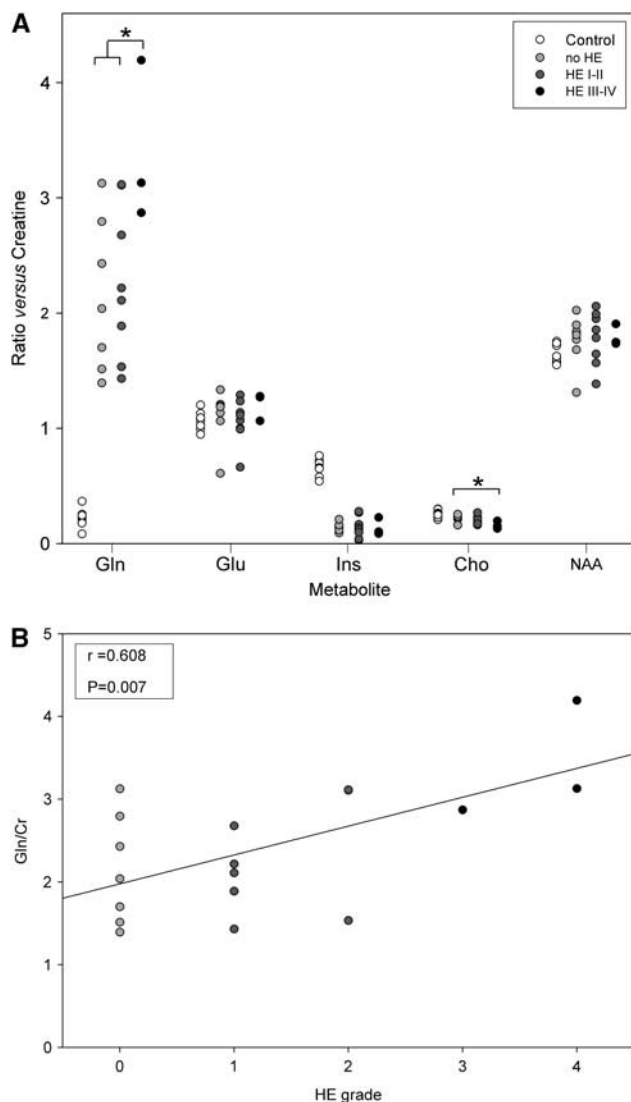 A
*
Control
no HE
HE I-II
HE III-IV
4
3
2
1
0
Ratio versus Creatine
*
Gln Glu Ins Cho NAA
Metabolite
B
r =0.608
P=0.007
5
4
3
2
1
0
Gln/Cr
0 1 2 3 4
HE grade